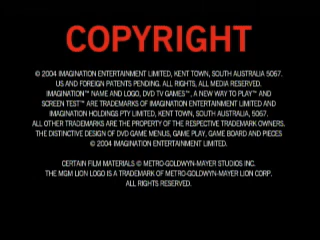 COPYRIGHT
© 2004 IMAGINATION ENTERTAINMENT LIMITED, KENT TOWN, SOUTH AUSTRALIA 5067.
US AND FOREIGN PATENTS PENDING. ALL RIGHTS, ALL MEDIA RESERVED.
IMAGINATION™ NAME AND LOGO, DVD TV GAMES™, A NEW WAY TO PLAY™ AND
SCREEN TEST™ ARE TRADEMARKS OF IMAGINATION ENTERTAINMENT LIMITED AND
IMAGINATION HOLDINGS PTY LIMITED, KENT TOWN, SOUTH AUSTRALIA, 5067.
ALL OTHER TRADEMARKS ARE THE PROPERTY OF THE RESPECTIVE TRADEMARK OWNERS.
THE DISTINCTIVE DESIGN OF DVD GAME MENUS, GAME PLAY, GAME BOARD AND PIECES
© 2004 IMAGINATION ENTERTAINMENT LIMITED.
CERTAIN FILM MATERIALS © METRO-GOLDWYN-MAYER STUDIOS INC.
THE MGM LION LOGO IS A TRADEMARK OF METRO-GOLDWYN-MAYER LION CORP.
ALL RIGHTS RESERVED.